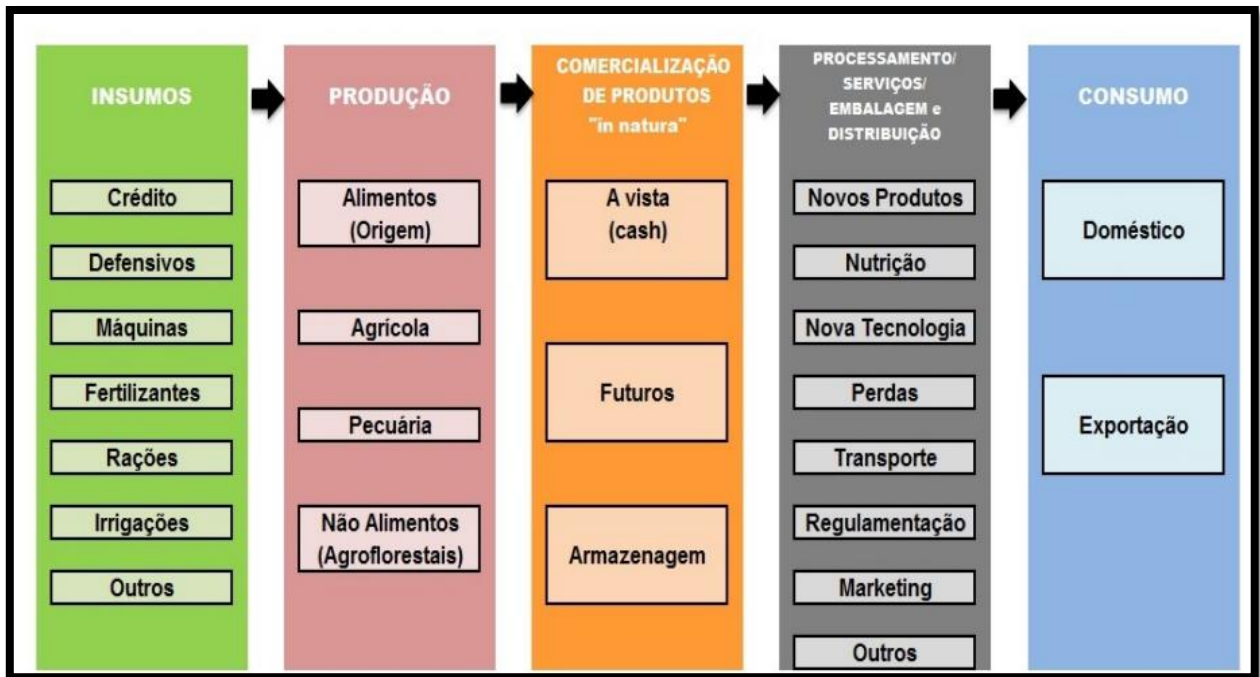 INSUMOS
Crédito
Defensivos
Máquinas
Fertilizantes
Rações
Irrigações
Outros
PRODUÇÃO
Alimentos
(Origem)
Agrícola
Pecuária
Não Alimentos
(Agroflorestais)
COMERCIALIZAÇÃO
DE PRODUTOS
"in natura"
A vista
(cash)
Futuros
Armazenagem
PROCESSAMENTO/
SERVIÇOS/
EMBALAGEM e
DISTRIBUIÇÃO
Novos Produtos
Nutrição
Nova Tecnologia
Perdas
Transporte
Regulamentação
Marketing
Outros
CONSUMO
Doméstico
Exportação